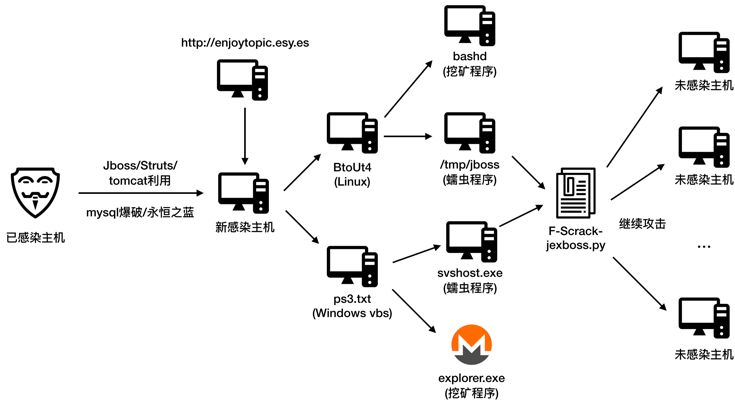 http://enjoytopic.esy.es
bashd
(挖矿程序)
未感染主机
Jboss/Struts/
tomcat利用
mysql爆破/永恒之蓝
已感染主机
新感染主机
BtoUt4
(Linux)
/tmp/jboss
(蠕虫程序)
未感染主机
F-Scrack-
jexboss.py
继续攻击
...
ps3.txt
(Windows vbs)
svshost.exe
(蠕虫程序)
explorer.exe
(挖矿程序)
未感染主机